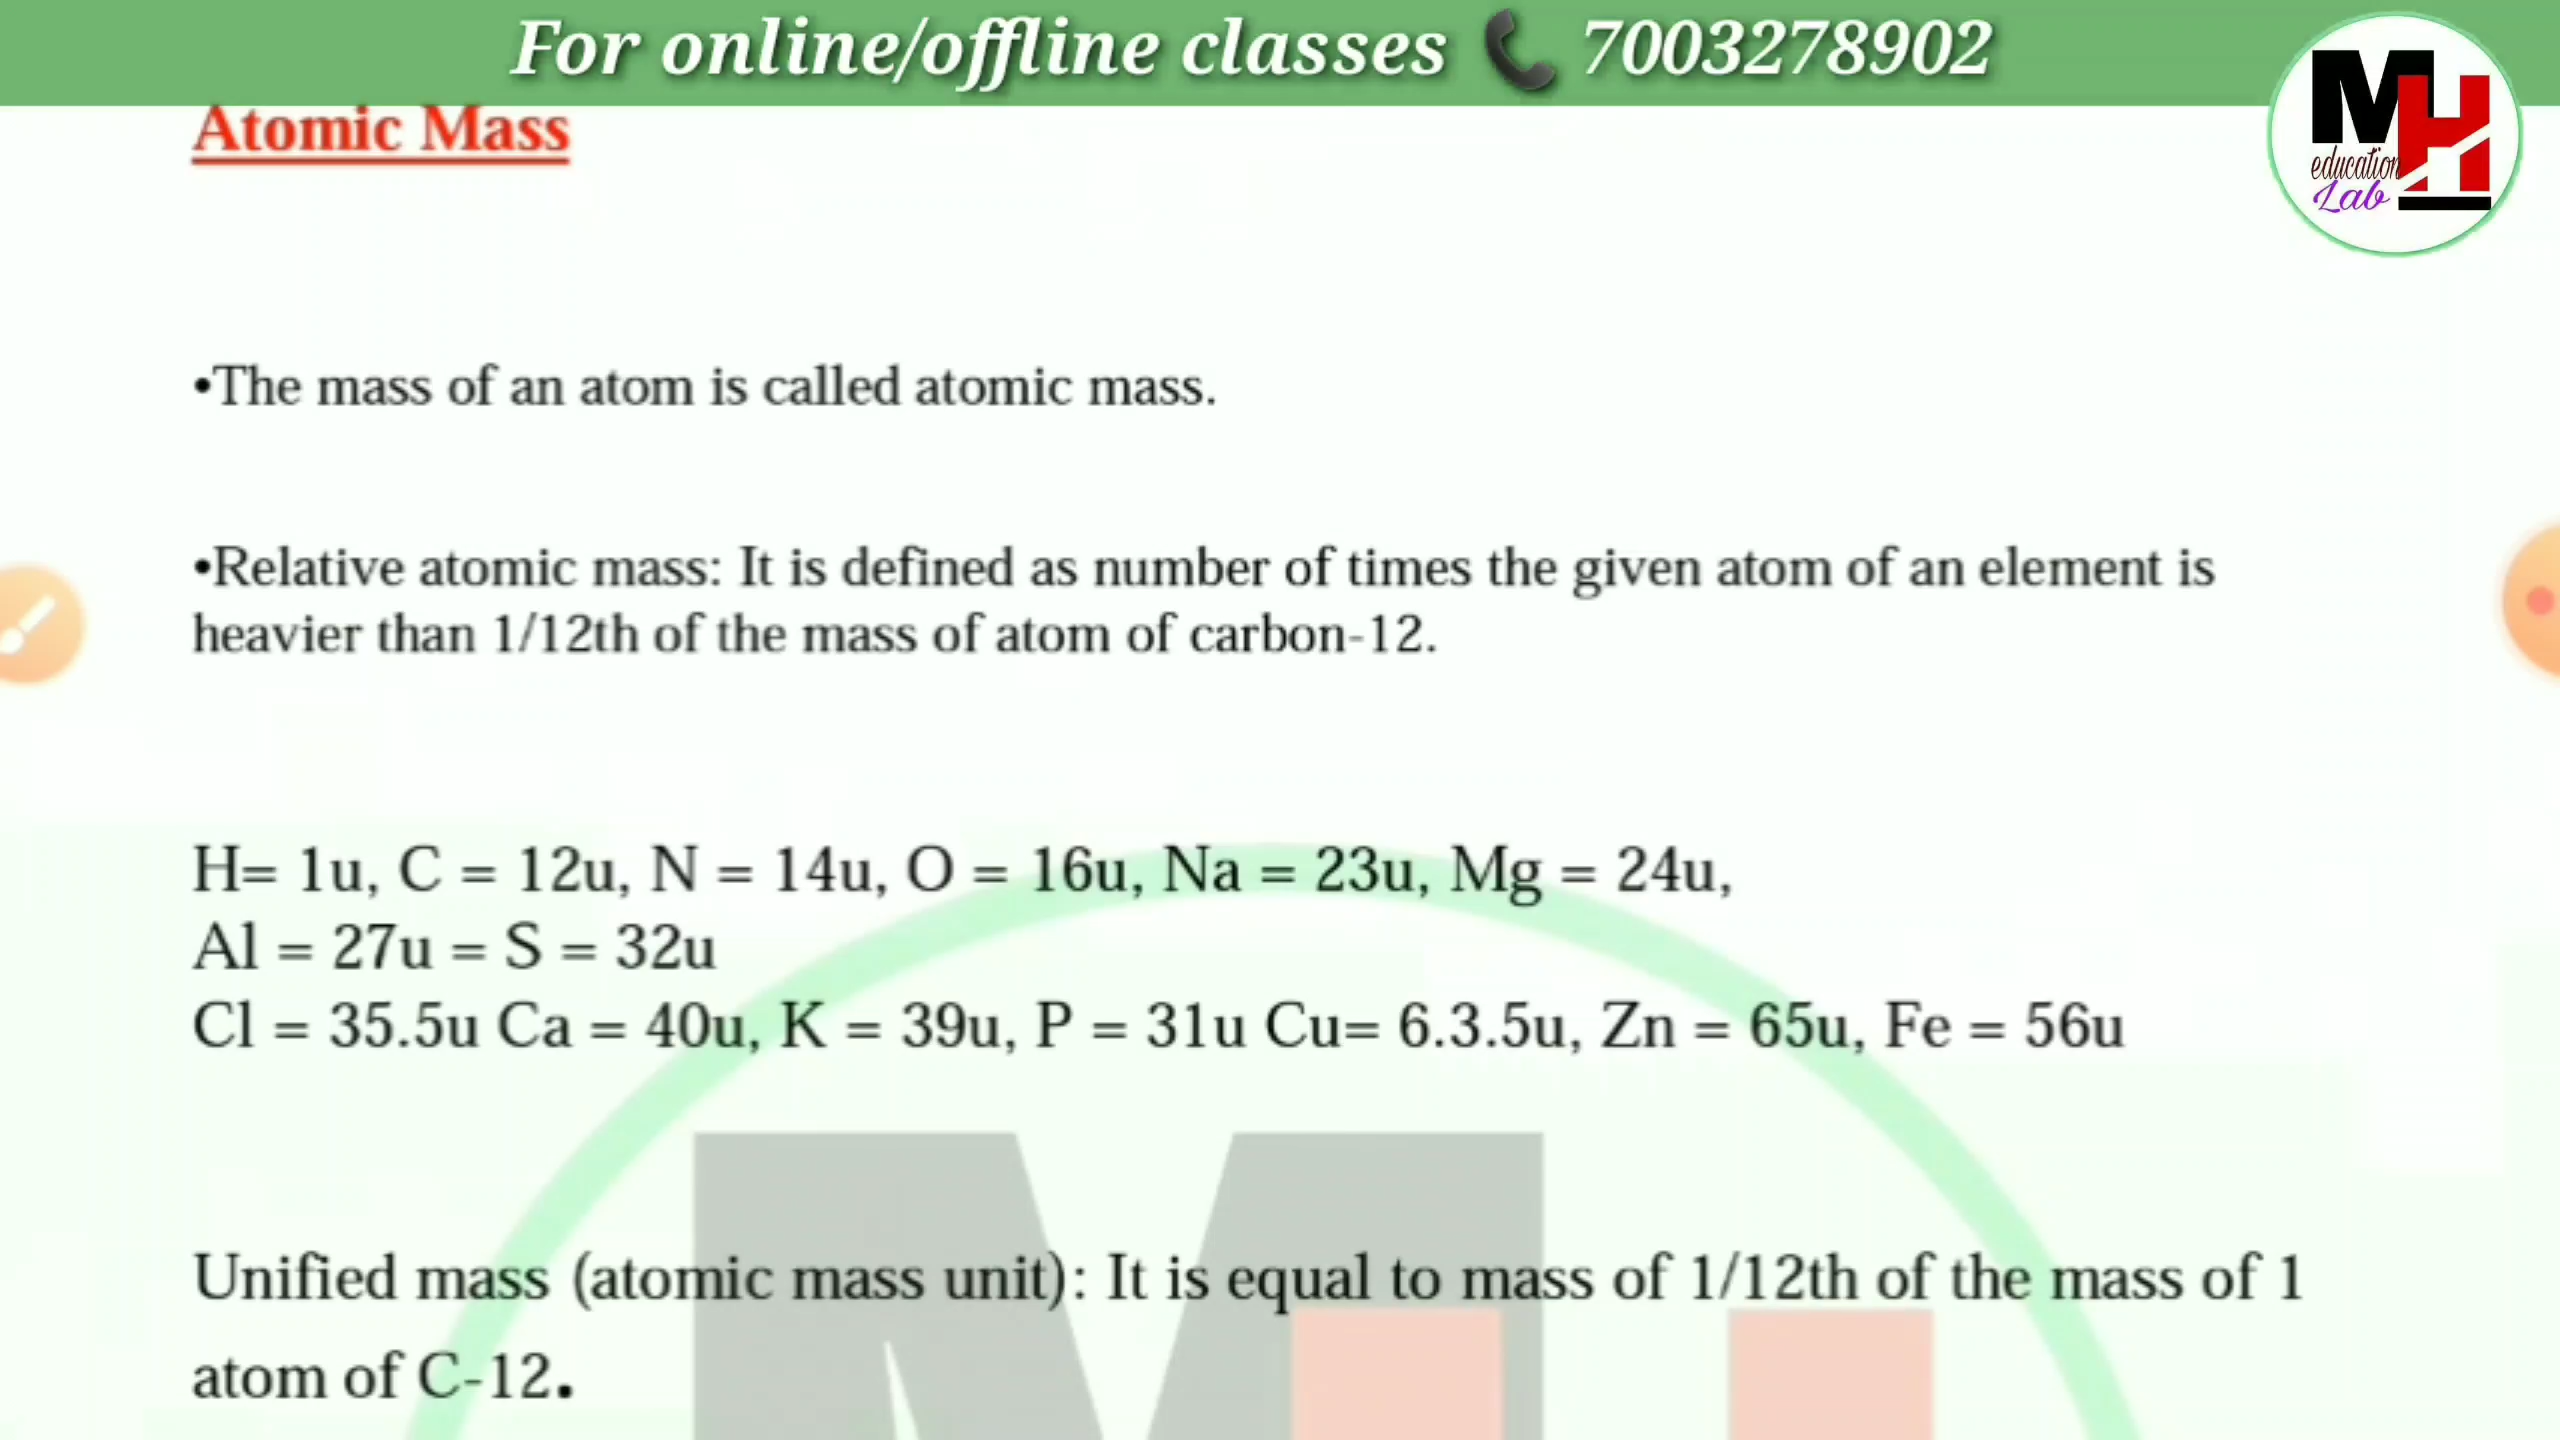 For online/offline classes 7003278902
MH
education
Lab
Atomic Mass
•The mass of an atom is called atomic mass.
•Relative atomic mass: It is defined as number of times the given atom of an element is
heavier than 1/12th of the mass of atom of carbon-12.
H= 1u, C = 12u, N = 14u, O = 16u, Na = 23u, Mg = 24u,
Al = 27u = S = 32u
Cl = 35.5u Ca = 40u, K = 39u, P = 31u Cu= 6.3.5u, Zn = 65u, Fe = 56u
Unified mass (atomic mass unit): It is equal to mass of 1/12th of the mass of 1
atom of C-12.